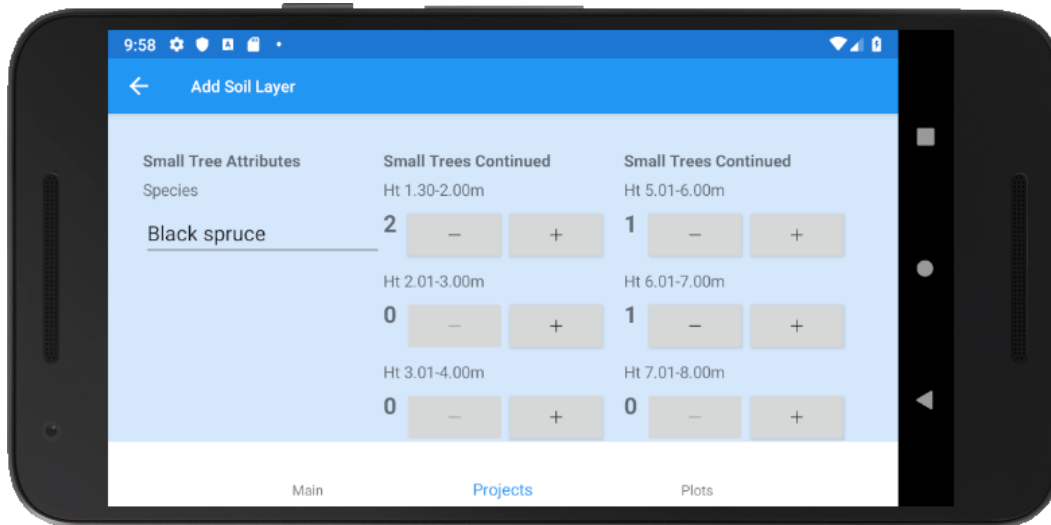 9:58
Add Soil Layer
Small Tree Attributes
Species
Black spruce
Small Trees Continued
Ht 1.30-2.00m
2 − +
Ht 2.01-3.00m
0 − +
Ht 3.01-4.00m
0 − +
Small Trees Continued
Ht 5.01-6.00m
1 − +
Ht 6.01-7.00m
1 − +
Ht 7.01-8.00m
0 − +
Main
Projects
Plots